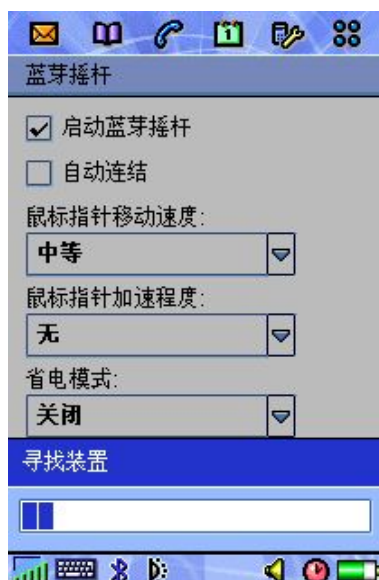 1
蓝芽摇杆
启动蓝芽摇杆
自动连结
鼠标指针移动速度:
中等
鼠标指针加速程度:
无
省电模式:
关闭
寻找装置